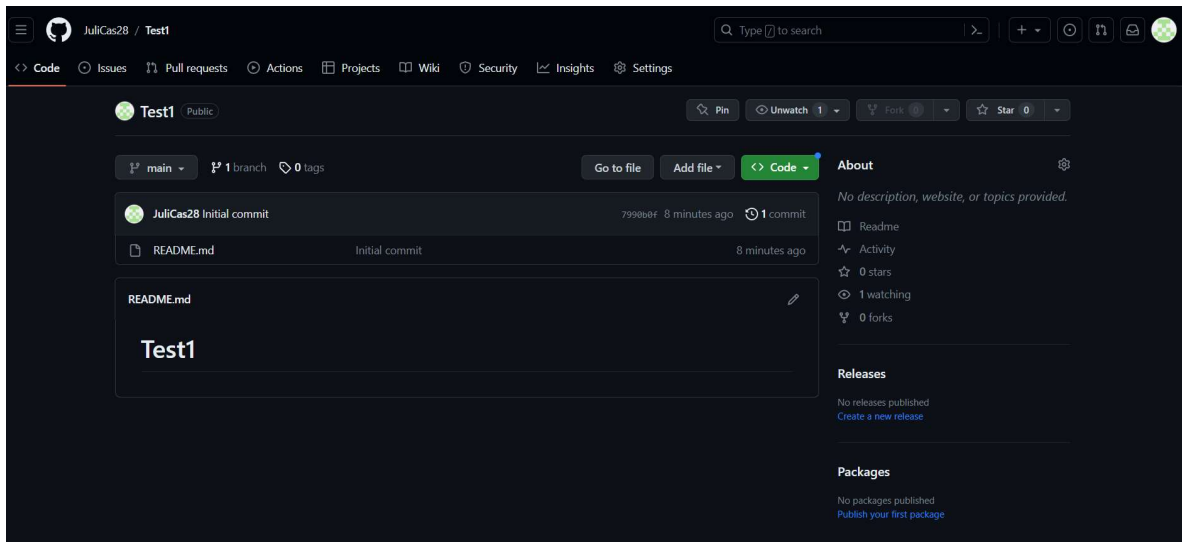 JuliCas28 / Test1
Type / to search
Code Issues Pull requests Actions Projects Wiki Security Insights Settings
Test1 Public
Pin Unwatch 1 Fork 0 Star 0
main 1 branch 0 tags
Go to file Add file Code
JuliCas28 Initial commit 7990b0f 8 minutes ago 1 commit
README.md Initial commit 8 minutes ago
README.md
Test1
About
No description, website, or topics provided.
Readme
Activity
0 stars
1 watching
0 forks
Releases
No releases published
Create a new release
Packages
No packages published
Publish your first package